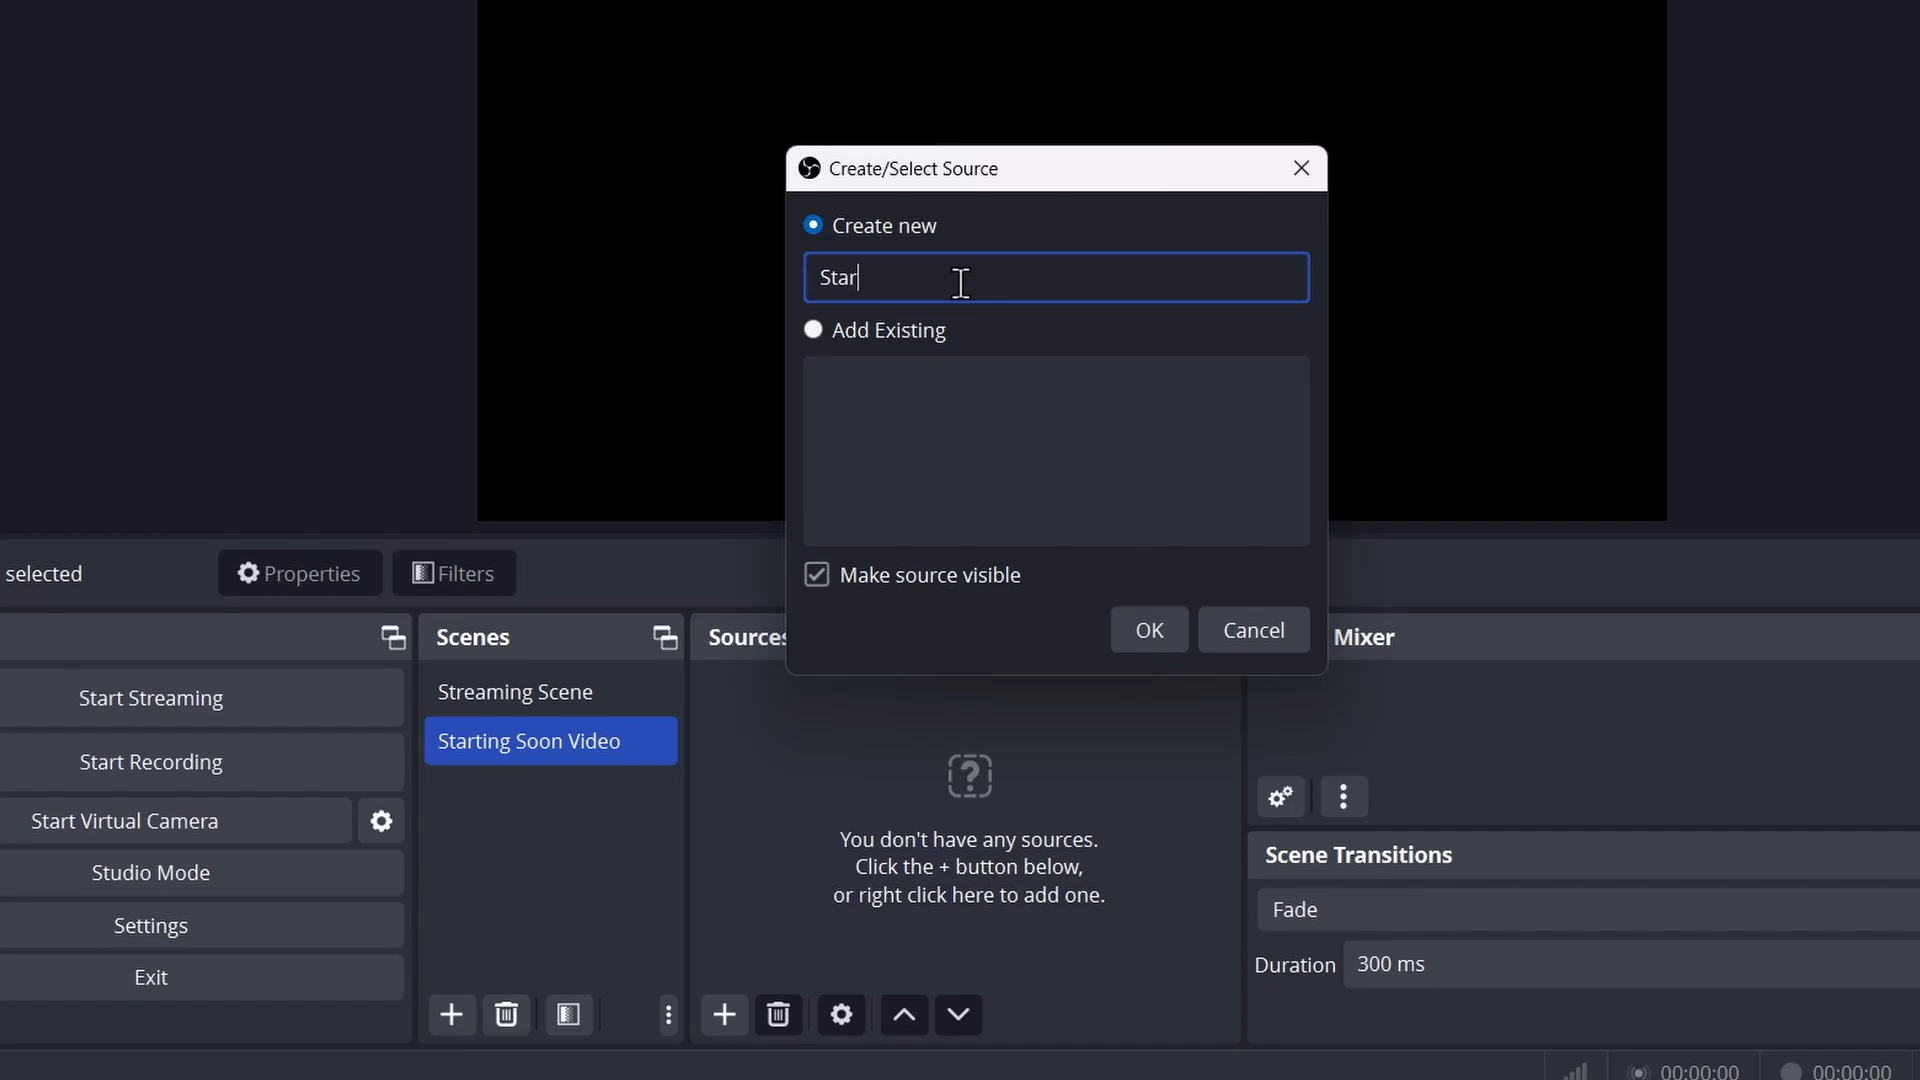 Create/Select Source
Create new
Star
Add Existing
Make source visible
OK
Cancel
selected
Properties
Filters
Scenes
Sources
Mixer
Start Streaming
Start Recording
Start Virtual Camera
Studio Mode
Settings
Exit
Streaming Scene
Starting Soon Video
You don't have any sources.
Click the + button below,
or right click here to add one.
Scene Transitions
Fade
Duration
300 ms
00:00:00
00:00:00